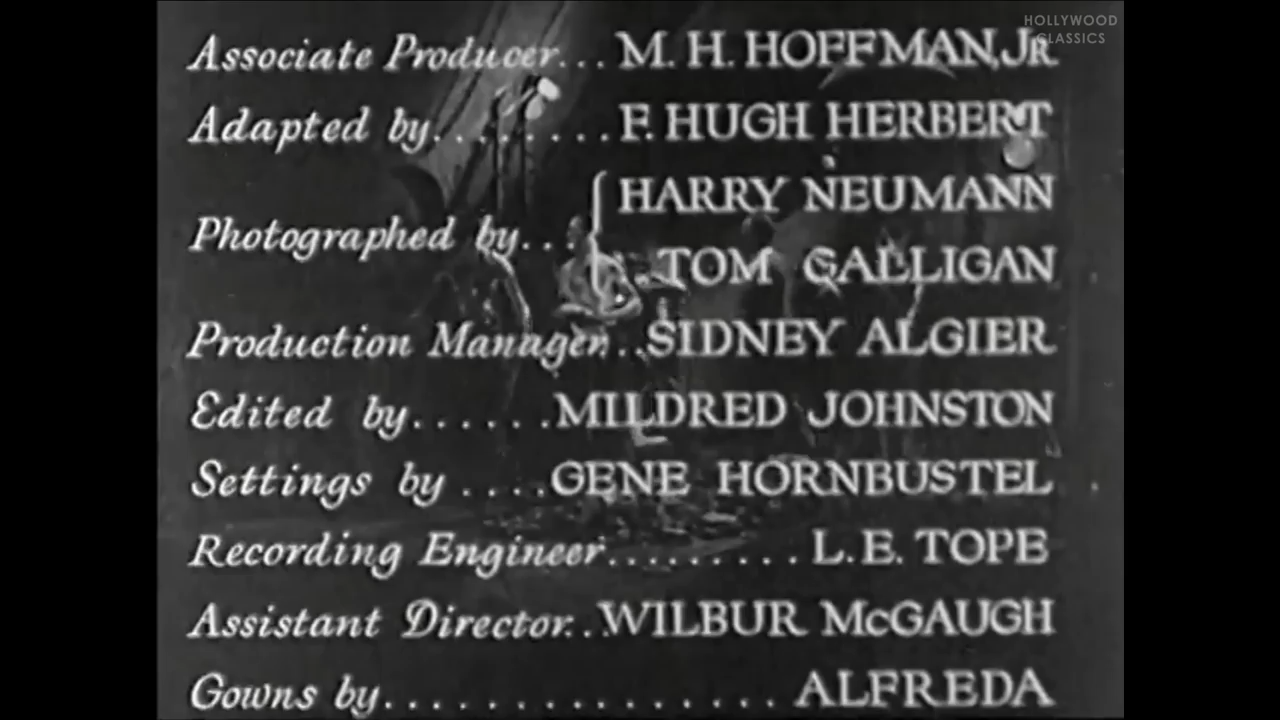 HOLLYWOOD
CLASSICS
Associate Producer... M. H. HOFFMAN, JR
Adapted by........ F. HUGH HERBERT
Photographed by... { HARRY NEUMANN
TOM GALLIGAN
Production Manager...SIDNEY ALGIER
Edited by......MILDRED JOHNSTON
Settings by ....GENE HORNBUSTEL
Recording Engineer.........L. E. TOPE
Assistant Director...WILBUR McGAUGH
Gowns by................ALFREDA